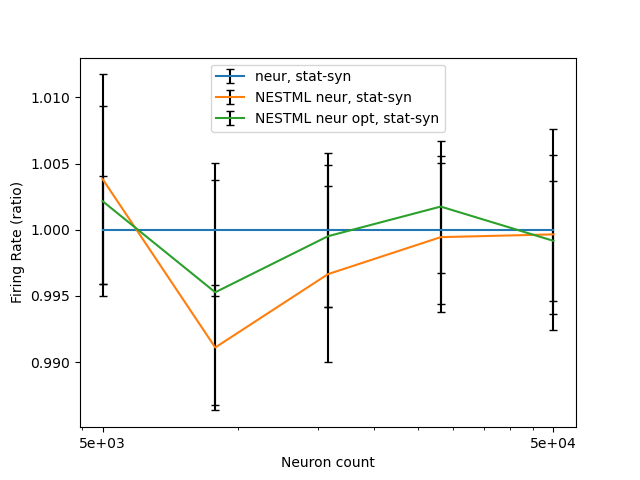 neur, stat-syn
NESTML neur, stat-syn
NESTML neur opt, stat-syn
1.010
1.005
1.000
0.995
0.990
Firing Rate (ratio)
5e+03
5e+04
Neuron count